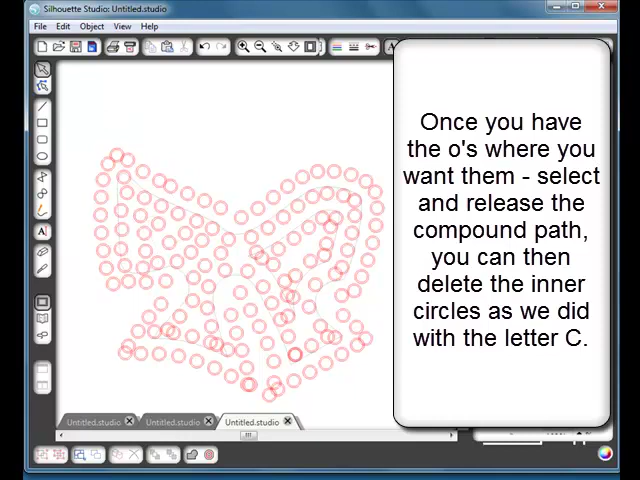 Silhouette Studio: Untitled.studio
File Edit Object Panels View Help
Once you have
the o's where you
want them - select
and release the
compound path,
you can then
delete the inner
circles as we did
with the letter C.
Untitled.studio Untitled.studio Untitled.studio